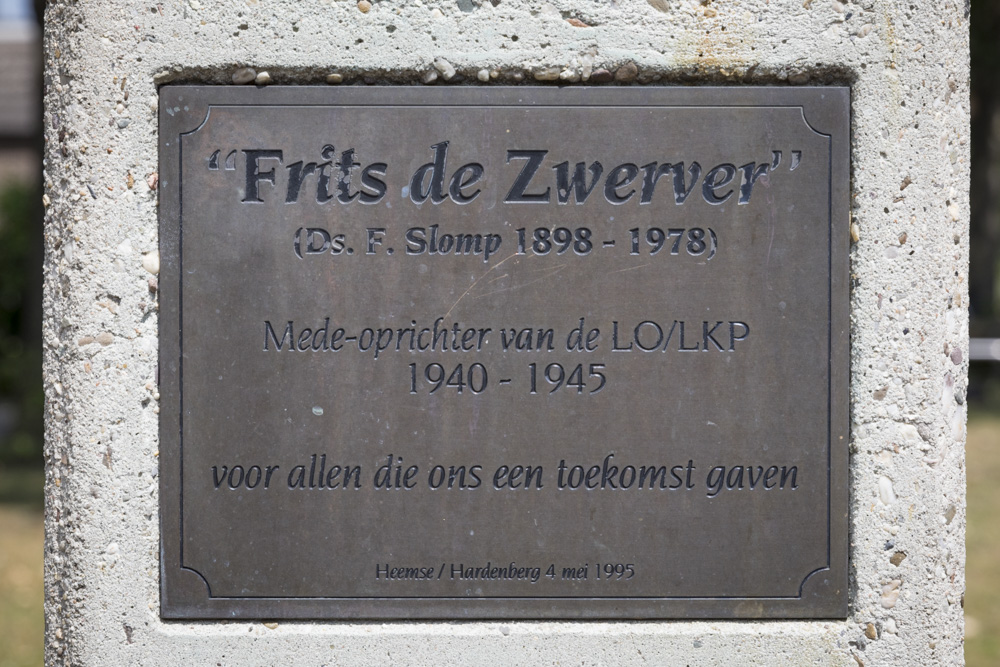 “Frits de Zwerver”
(Ds. F. Slomp 1898 - 1978)
Mede-oprichter van de LO/LKP
1940 - 1945
voor allen die ons een toekomst gaven
Heemse / Hardenberg 4 mei 1995